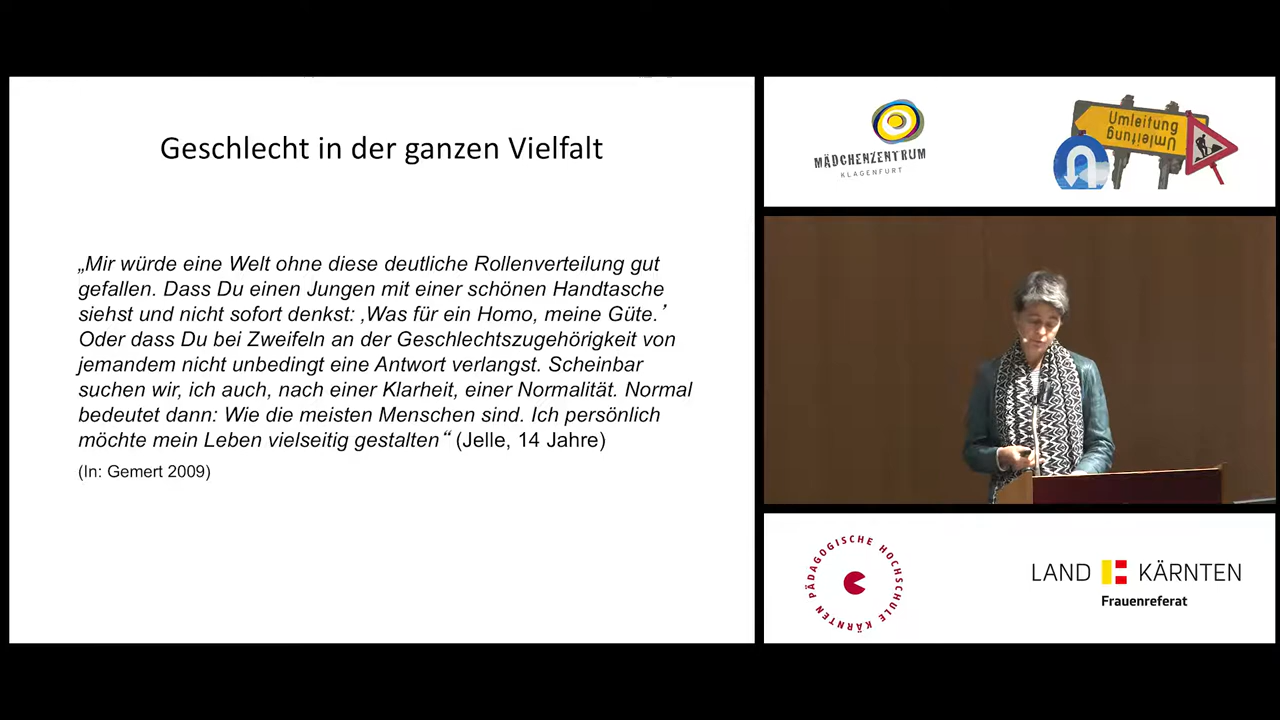 Geschlecht in der ganzen Vielfalt
„Mir würde eine Welt ohne diese deutliche Rollenverteilung gut
gefallen. Dass Du einen Jungen mit einer schönen Handtasche
siehst und nicht sofort denkst: ‚Was für ein Homo, meine Güte.’
Oder dass Du bei Zweifeln an der Geschlechtszugehörigkeit von
jemandem nicht unbedingt eine Antwort verlangst. Scheinbar
suchen wir, ich auch, nach einer Klarheit, einer Normalität. Normal
bedeutet dann: Wie die meisten Menschen sind. Ich persönlich
möchte mein Leben vielseitig gestalten“ (Jelle, 14 Jahre)
(In: Gemert 2009)
MÄDCHENZENTRUM
KLAGENFURT
Umleitung
Umleitung
PÄDAGOGISCHE HOCHSCHULE KÄRNTEN
LAND KÄRNTEN
Frauenreferat